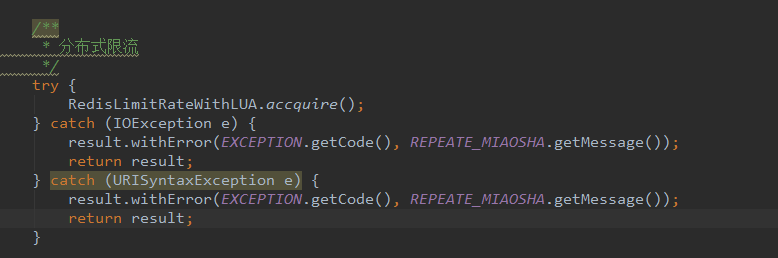 /**
 * 分布式限流
 */
try {
    RedisLimitRateWithLUA.accquire();
} catch (IOException e) {
    result.withError(EXCEPTION.getCode(), REPEATE_MIAOSHA.getMessage());
    return result;
} catch (URISyntaxException e) {
    result.withError(EXCEPTION.getCode(), REPEATE_MIAOSHA.getMessage());
    return result;
}